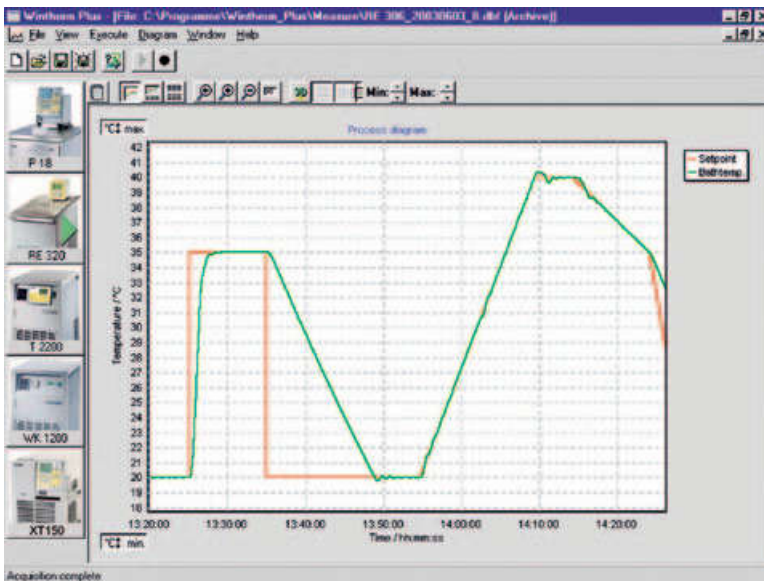 Wintherm Plus - [File: C:\Programme\Wintherm_Plus\Measure\RE 306_20030603_8.dbf (Archive)]
File View Execute Diagram Window Help
Min: Max:
°C max
Process diagram
P 18
RE 320
T 2200
WK 1200
XT150
Setpoint
Bathtemp.
Temperature /°C
42
41
40
39
38
37
36
35
34
33
32
31
30
29
28
27
26
25
24
23
22
21
20
19
18
13:20:00 13:30:00 13:40:00 13:50:00 14:00:00 14:10:00 14:20:00
Time / hh:mm:ss
°C min.
Acquisition complete